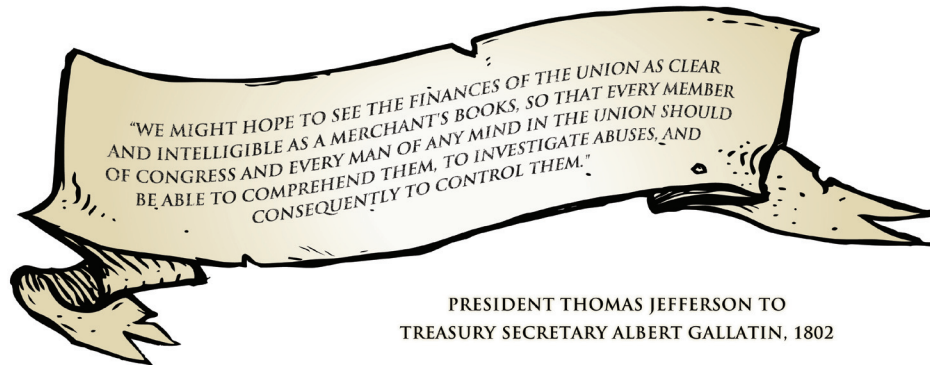 “WE MIGHT HOPE TO SEE THE FINANCES OF THE UNION AS CLEAR
AND INTELLIGIBLE AS A MERCHANT’S BOOKS, SO THAT EVERY MEMBER
OF CONGRESS AND EVERY MAN OF ANY MIND IN THE UNION SHOULD
BE ABLE TO COMPREHEND THEM, TO INVESTIGATE ABUSES, AND
CONSEQUENTLY TO CONTROL THEM.”
PRESIDENT THOMAS JEFFERSON TO
TREASURY SECRETARY ALBERT GALLATIN, 1802